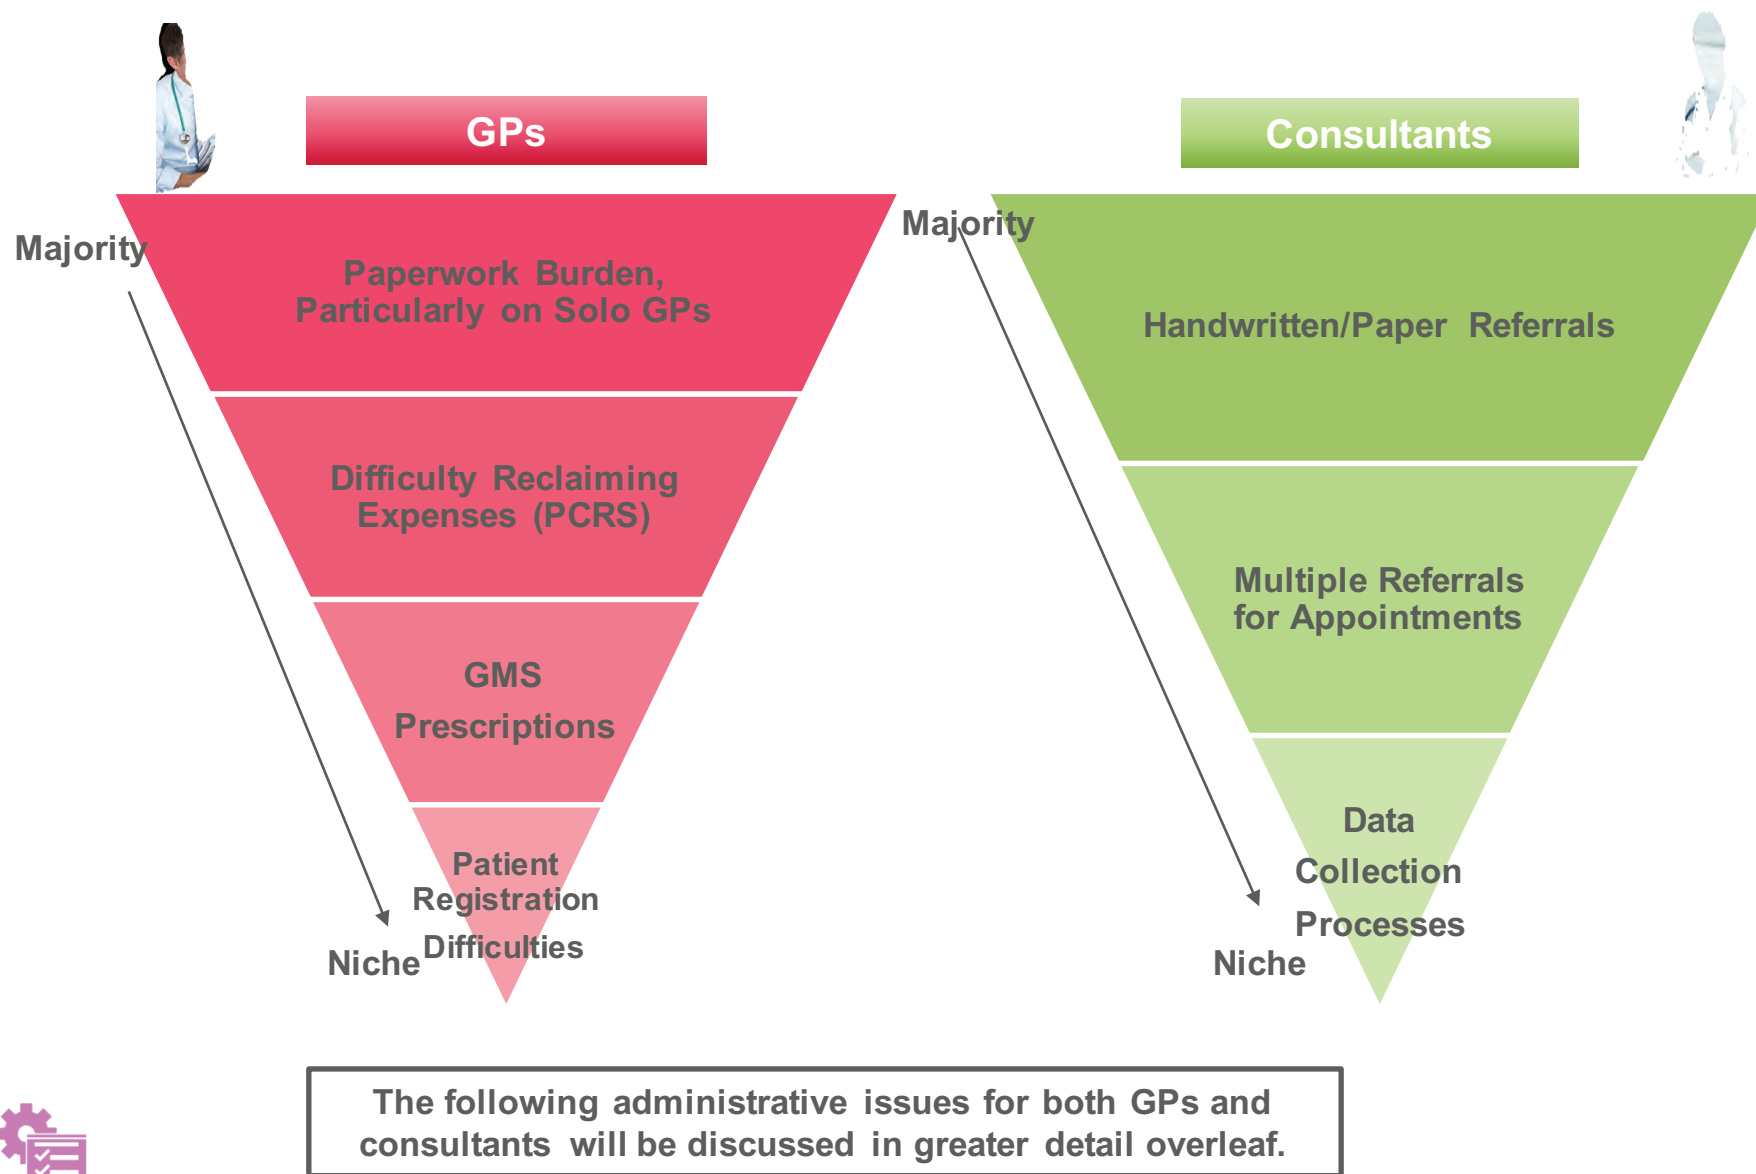 GPs
Majority
Paperwork Burden,
Particularly on Solo GPs
Difficulty Reclaiming
Expenses (PCRS)
GMS
Prescriptions
Patient
Registration
Difficulties
Niche
Consultants
Majority
Handwritten/Paper Referrals
Multiple Referrals
for Appointments
Data
Collection
Processes
Niche
The following administrative issues for both GPs and
consultants will be discussed in greater detail overleaf.